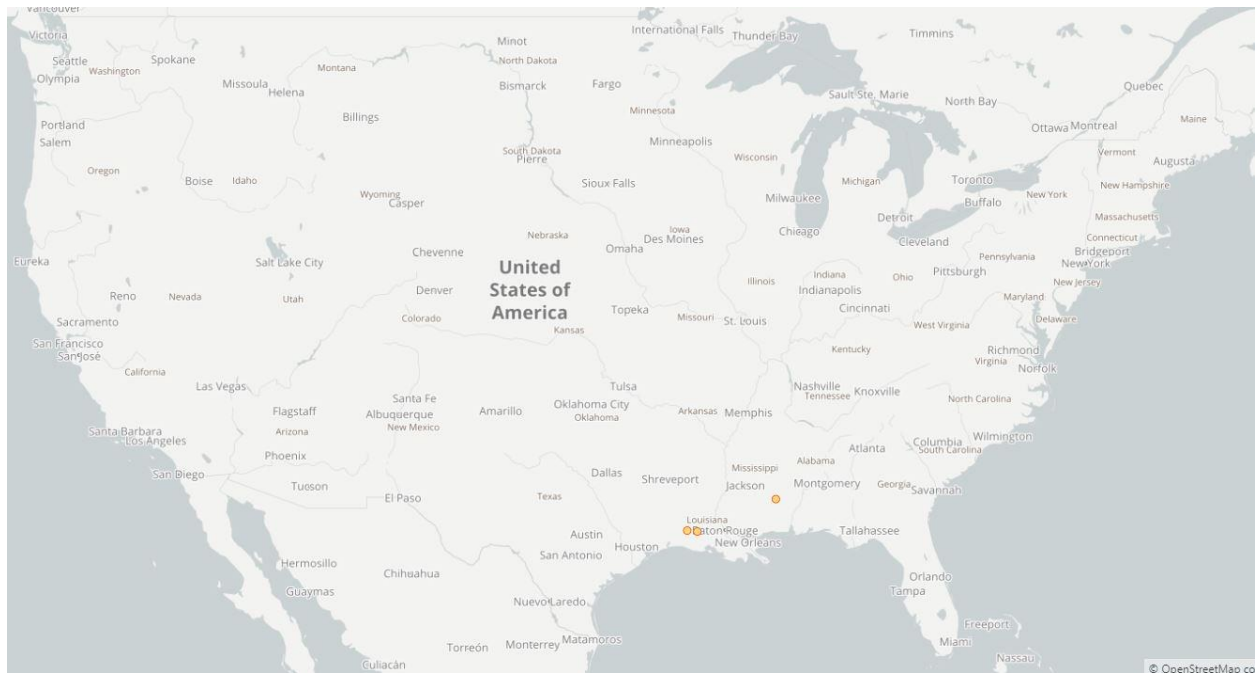 Vancouver
International Falls
Thunder Bay
Timmins
Victoria
Minot
Seattle
Spokane
North Dakota
Quebec
Washington
Montana
Olympia
Missoula
Bismarck
Fargo
Helena
Sault Ste. Marie
North Bay
Minnesota
Billings
Maine
Portland
Ottawa
Montreal
Salem
Minneapolis
South Dakota
Pierre
Wisconsin
Vermont
Augusta
Oregon
Boise
Idaho
Sioux Falls
Michigan
Toronto
New Hampshire
Wyoming
Casper
Milwaukee
Buffalo
New York
Detroit
Massachusetts
Iowa
Chicago
Nebraska
Des Moines
Cleveland
Connecticut
Omaha
Cheyenne
Bridgeport
Eureka
Salt Lake City
Pennsylvania
New York
United
States of
America
Pittsburgh
Indiana
Ohio
Illinois
New Jersey
Denver
Indianapolis
Reno
Nevada
Utah
Maryland
Topeka
Cincinnati
Colorado
Missouri
St. Louis
Delaware
Sacramento
West Virginia
Kansas
San Francisco
San José
Kentucky
Richmond
Virginia
California
Norfolk
Las Vegas
Tulsa
Nashville
Knoxville
Tennessee
Santa Fe
North Carolina
Oklahoma City
Flagstaff
Albuquerque
Amarillo
Arkansas
Memphis
Oklahoma
New Mexico
Santa Barbara
Arizona
Wilmington
Los Angeles
Columbia
Atlanta
South Carolina
Phoenix
Alabama
Mississippi
San Diego
Dallas
Shreveport
Jackson
Montgomery
Georgia
Tucson
Savannah
El Paso
Texas
Louisiana
Baton Rouge
Tallahassee
Austin
New Orleans
Houston
San Antonio
Hermosillo
Chihuahua
Orlando
Guaymas
Tampa
Nuevo Laredo
Freeport
Matamoros
Miami
Torreón
Monterrey
Nassau
Culiacán
© OpenStreetMap co